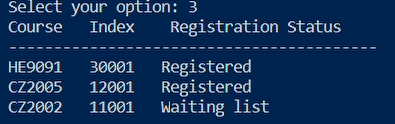 Select your option: 3
Course Index Registration Status
-----------------------------------------
HE9091 30001 Registered
CZ2005 12001 Registered
CZ2002 11001 Waiting list